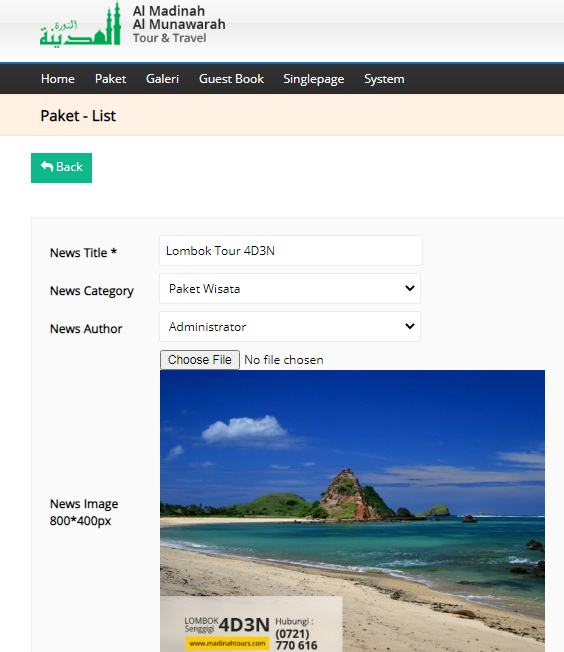 النورة
المدينة
Al Madinah
Al Munawarah
Tour & Travel
Home Paket Galeri Guest Book Singlepage System
Paket - List
Back
News Title * Lombok Tour 4D3N
News Category Paket Wisata
News Author Administrator
Choose File No file chosen
News Image
800*400px
LOMBOK
Senggigi 4D3N
www.madinahtours.com
Hubungi :
(0721)
770 616